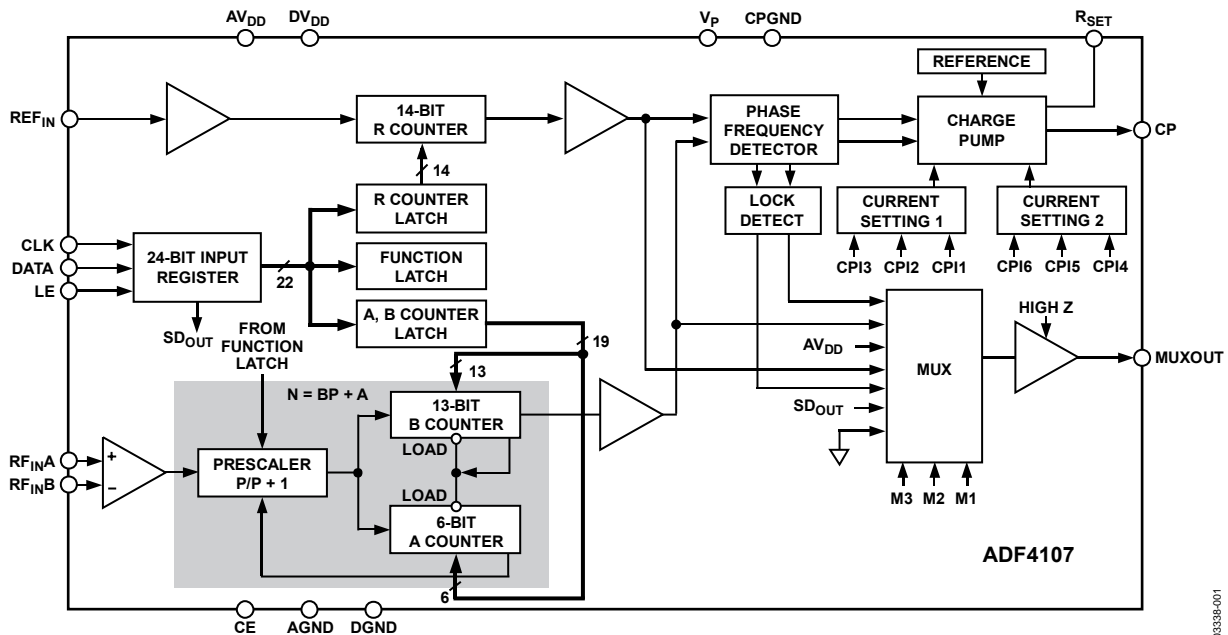 AVDD
DVDD
VP
CPGND
RSET
REFERENCE
REFIN
14-BIT
R COUNTER
PHASE
FREQUENCY
DETECTOR
CHARGE
PUMP
CP
14
R COUNTER
LATCH
LOCK
DETECT
CURRENT
SETTING 1
CURRENT
SETTING 2
CLK
DATA
LE
24-BIT INPUT
REGISTER
22
FUNCTION
LATCH
CPI3
CPI2
CPI1
CPI6
CPI5
CPI4
A, B COUNTER
LATCH
SDOUT
FROM
FUNCTION
LATCH
19
13
HIGH Z
AVDD
MUX
MUXOUT
N = BP + A
13-BIT
B COUNTER
SDOUT
LOAD
RFINA
RFINB
+
–
PRESCALER
P/P + 1
LOAD
6-BIT
A COUNTER
M3
M2
M1
ADF4107
6
CE
AGND
DGND
03338-001